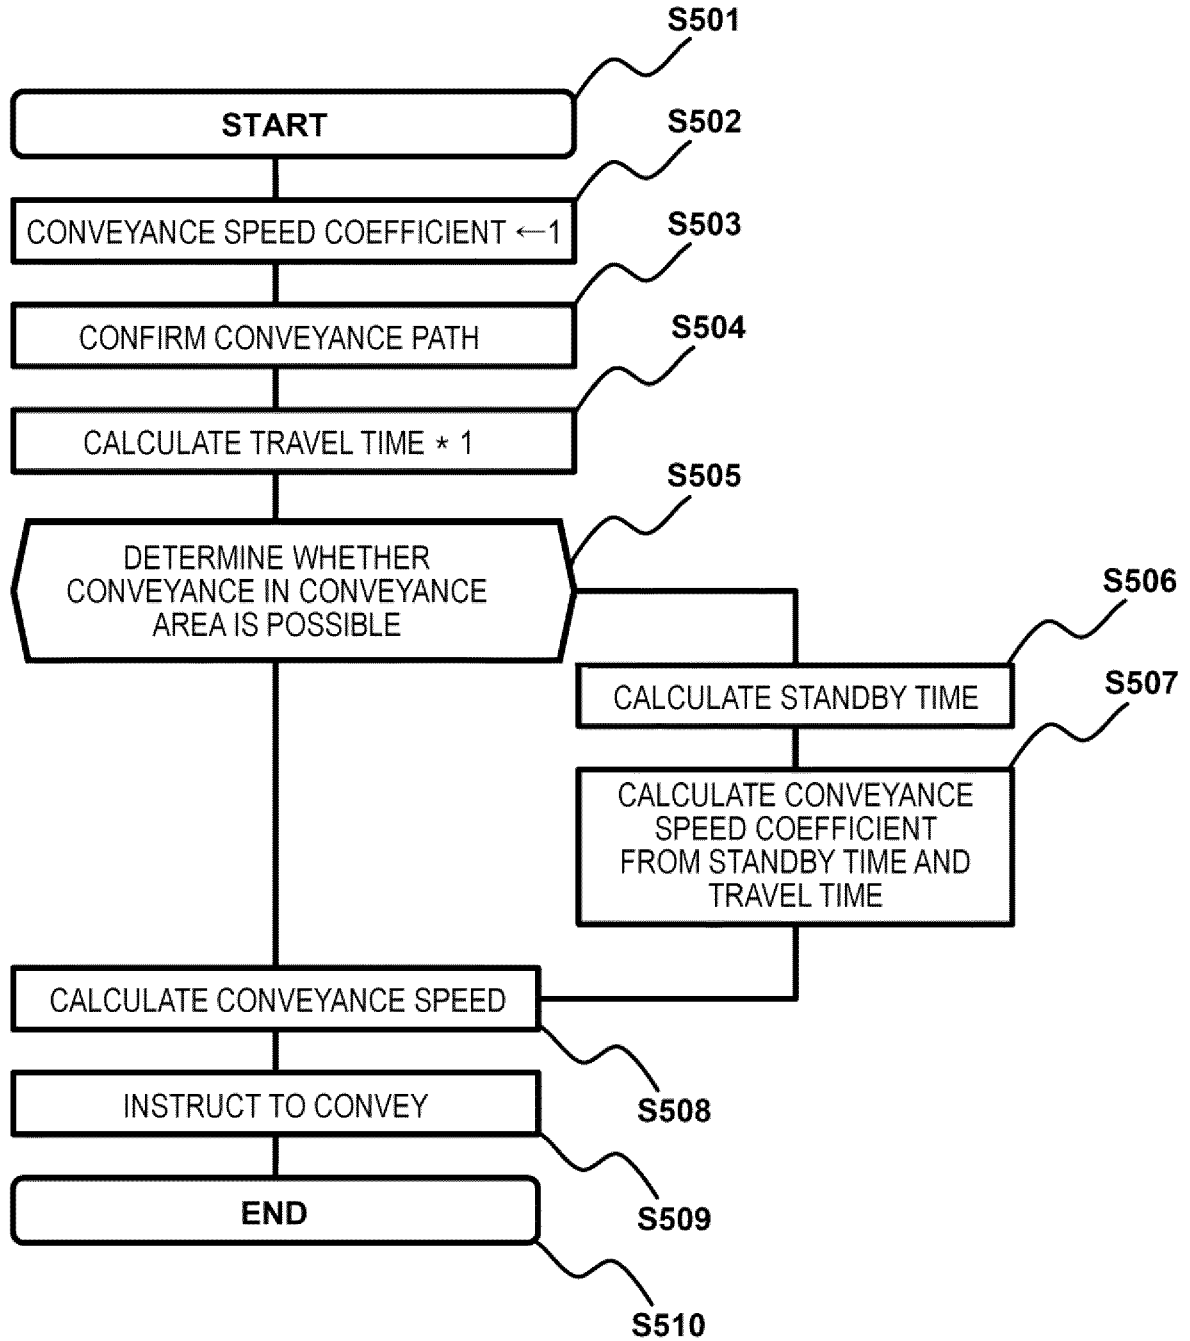 S501
START
S502
CONVEYANCE SPEED COEFFICIENT ←1
S503
CONFIRM CONVEYANCE PATH
S504
CALCULATE TRAVEL TIME * 1
S505
DETERMINE WHETHER
CONVEYANCE IN CONVEYANCE
AREA IS POSSIBLE
S506
CALCULATE STANDBY TIME
S507
CALCULATE CONVEYANCE
SPEED COEFFICIENT
FROM STANDBY TIME AND
TRAVEL TIME
CALCULATE CONVEYANCE SPEED
S508
INSTRUCT TO CONVEY
S509
END
S510